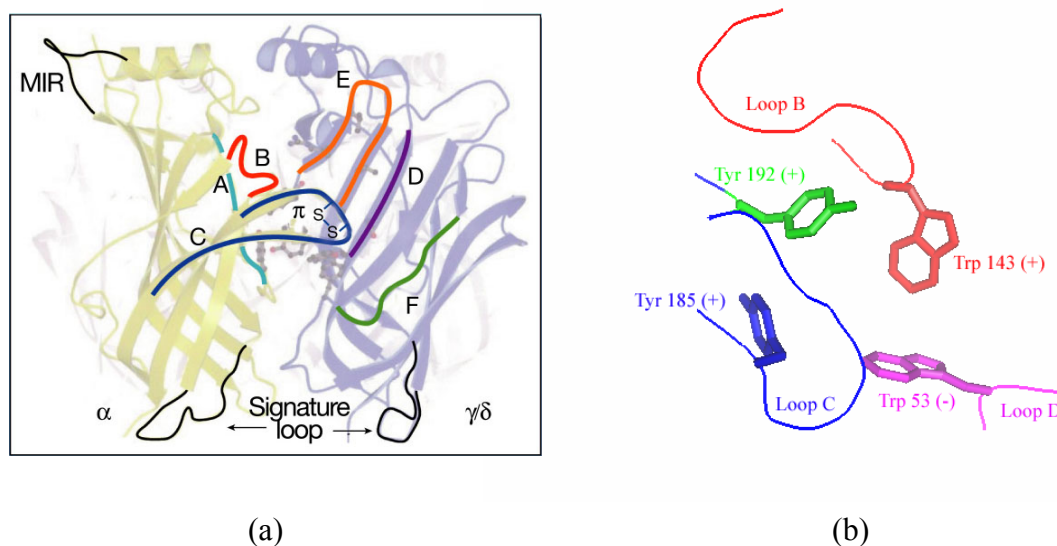 MIR
E
B
A
D
π
S
S
C
F
α
Signature
loop
γ/δ
Loop B
Tyr 192 (+)
Trp 143 (+)
Tyr 185 (+)
Loop C
Trp 53 (-)
Loop D
(a)
(b)